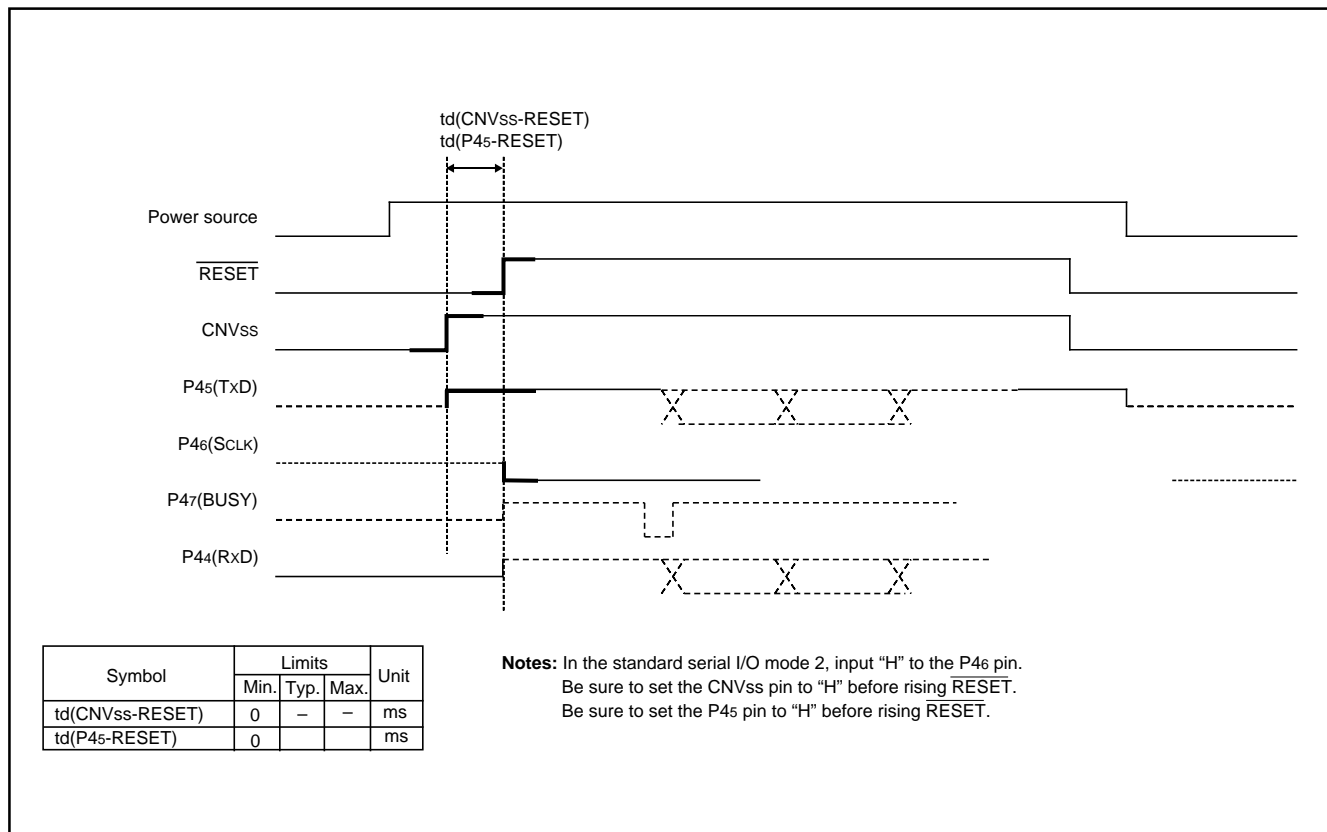 td(CNVss-RESET)
td(P45-RESET)
Power source
RESET
CNVss
P45(TxD)
P46(SCLK)
P47(BUSY)
P44(RxD)
Symbol Limits Unit
Min. Typ. Max.
td(CNVss-RESET) 0 – – ms
td(P45-RESET) 0 ms
Notes: In the standard serial I/O mode 2, input “H” to the P46 pin.
Be sure to set the CNVss pin to “H” before rising RESET.
Be sure to set the P45 pin to “H” before rising RESET.